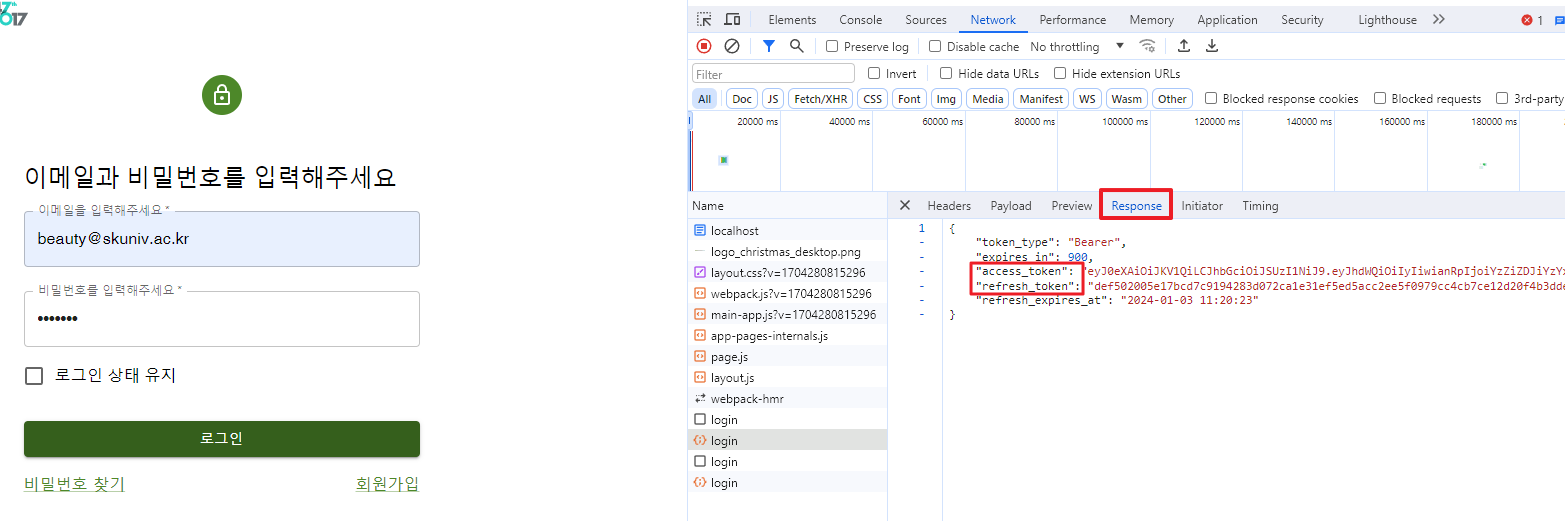 이메일과 비밀번호를 입력해주세요
이메일을 입력해주세요 *
beauty@skuniv.ac.kr
비밀번호를 입력해주세요 *
•••••••
로그인 상태 유지
로그인
비밀번호 찾기 회원가입
Elements Console Sources Network Performance Memory Application Security Lighthouse 1
Preserve log Disable cache No throttling
Filter Invert Hide data URLs Hide extension URLs
All Doc JS Fetch/XHR CSS Font Img Media Manifest WS Wasm Other Blocked response cookies Blocked requests 3rd-party
20000 ms 40000 ms 60000 ms 80000 ms 100000 ms 120000 ms 140000 ms 160000 ms 180000 ms
Name
localhost
logo_christmas_desktop.png
layout.css?v=1704280815296
webpack.js?v=1704280815296
main-app.js?v=1704280815296
app-pages-internals.js
page.js
layout.js
webpack-hmr
login
login
login
login
Headers Payload Preview Response Initiator Timing
1 {
- "token_type": "Bearer",
- "expires_in": 900,
- "access_token": "eyJ0eXAiOiJKV1QiLCJhbGciOiJSUzI1NiJ9.eyJhdWQiOiIyIiwianRpIjoiYzZiZDJiYzYx
- "refresh_token": "def502005e17bcd7c9194283d072ca1e31ef5ed5acc2ee5f0979cc4cb7ce12d20f4b3dde
- "refresh_expires_at": "2024-01-03 11:20:23"
- }